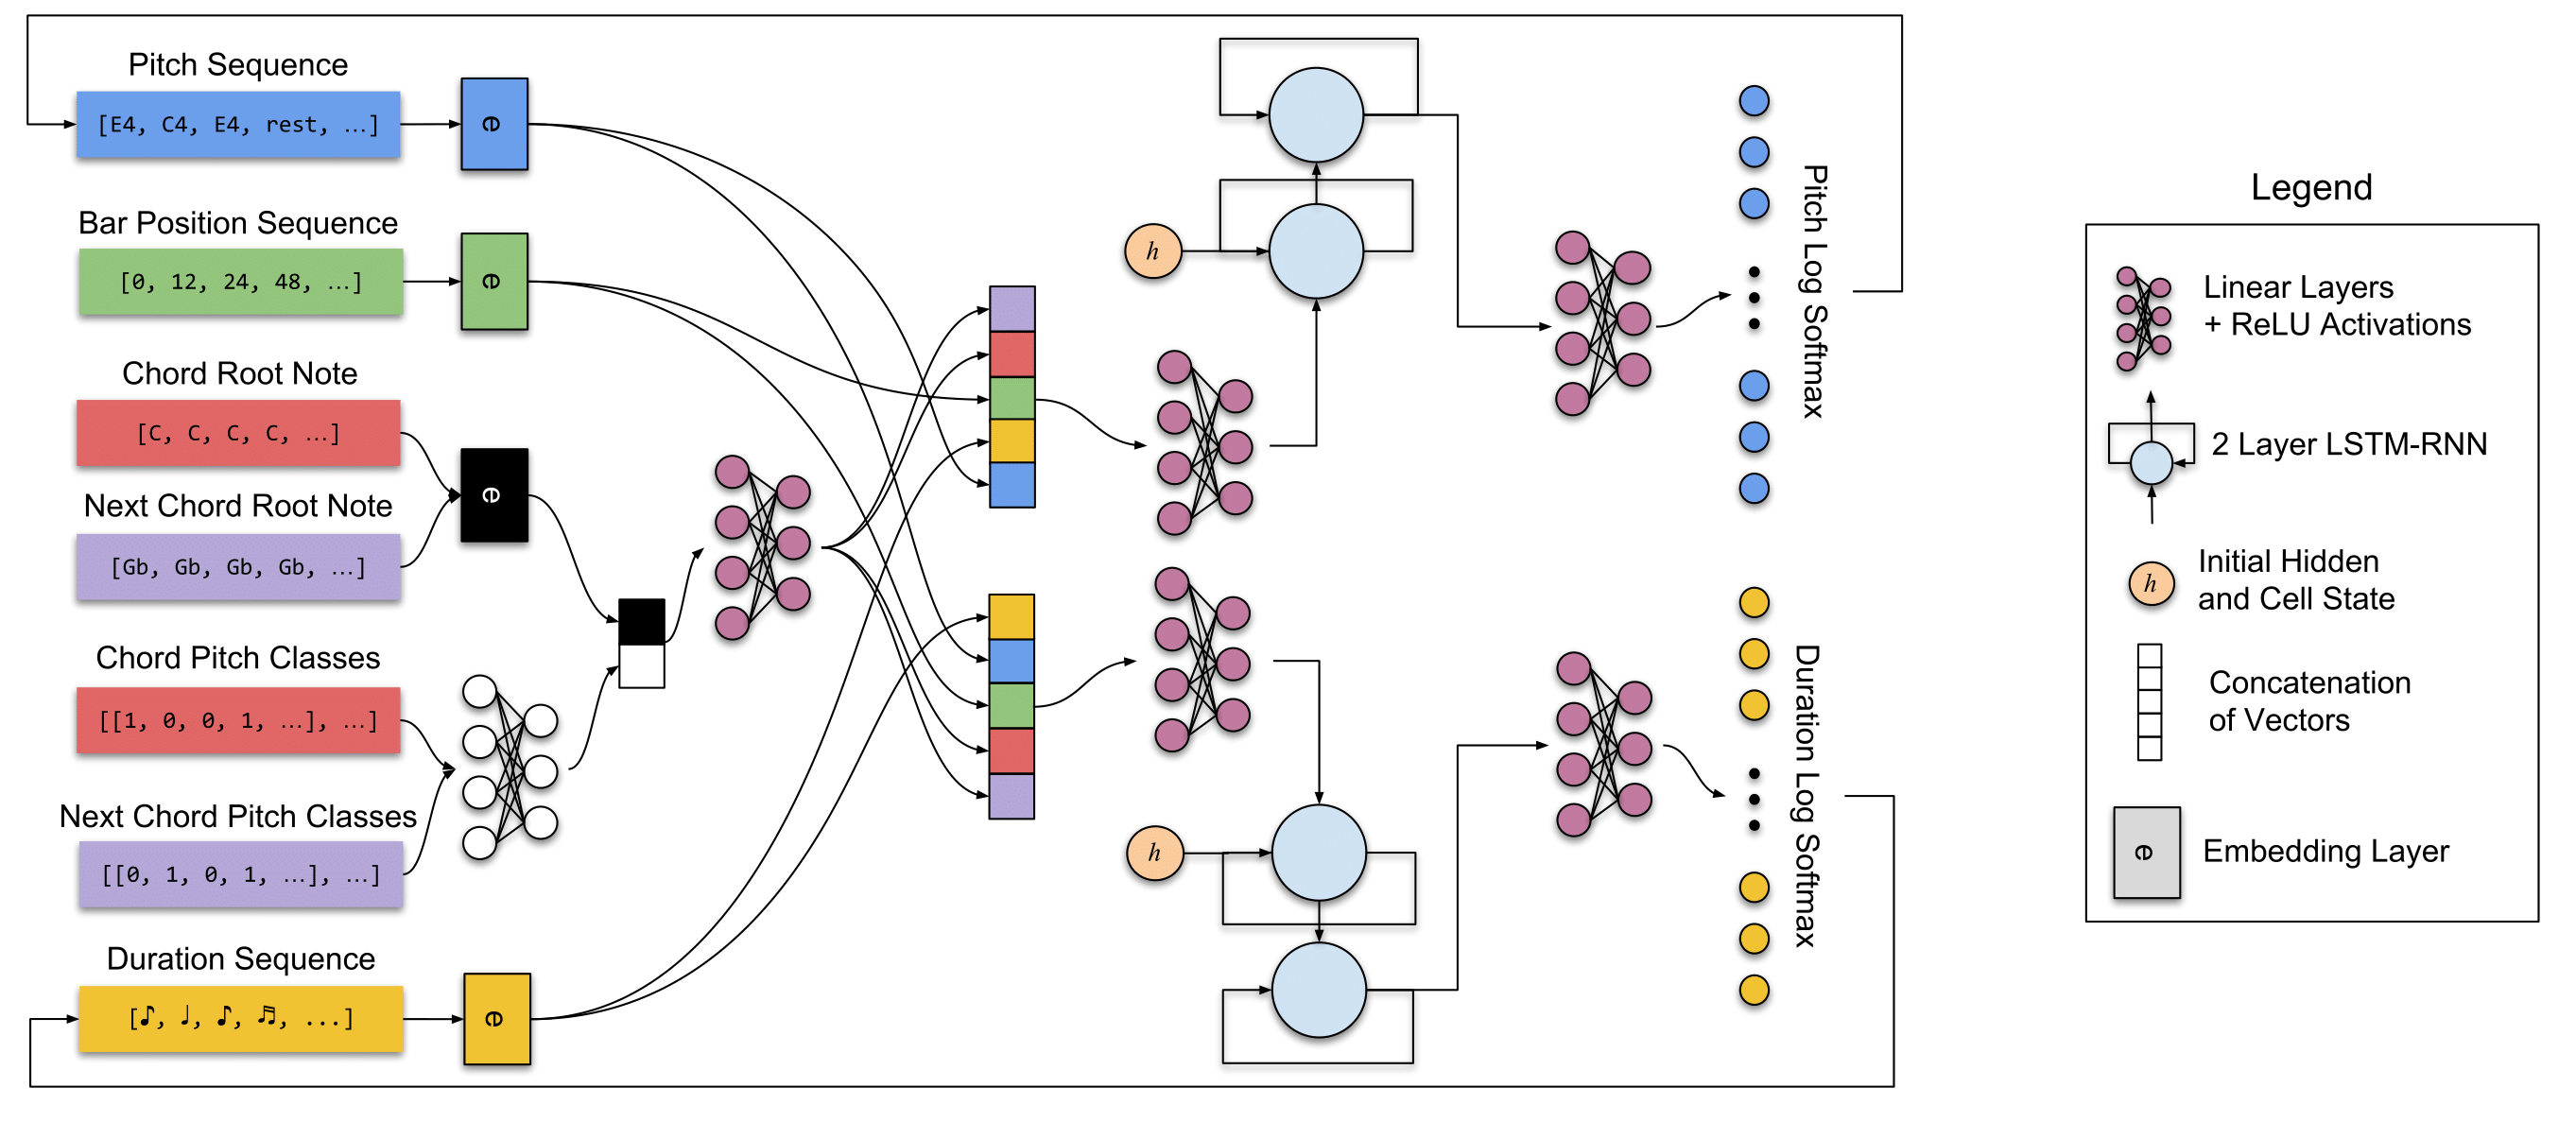 Pitch Sequence
[E4, C4, E4, rest, ...]
e
Bar Position Sequence
[0, 12, 24, 48, ...]
e
Chord Root Note
[C, C, C, C, ...]
Next Chord Root Note
[Gb, Gb, Gb, Gb, ...]
e
Chord Pitch Classes
[[1, 0, 0, 1, ...], ...]
Next Chord Pitch Classes
[[0, 1, 0, 1, ...], ...]
Duration Sequence
[♪, ♩, ♪, ♬, ...]
e
h
h
Pitch Log Softmax
Duration Log Softmax
Legend
Linear Layers
+ ReLU Activations
2 Layer LSTM-RNN
h
Initial Hidden
and Cell State
Concatenation
of Vectors
e
Embedding Layer